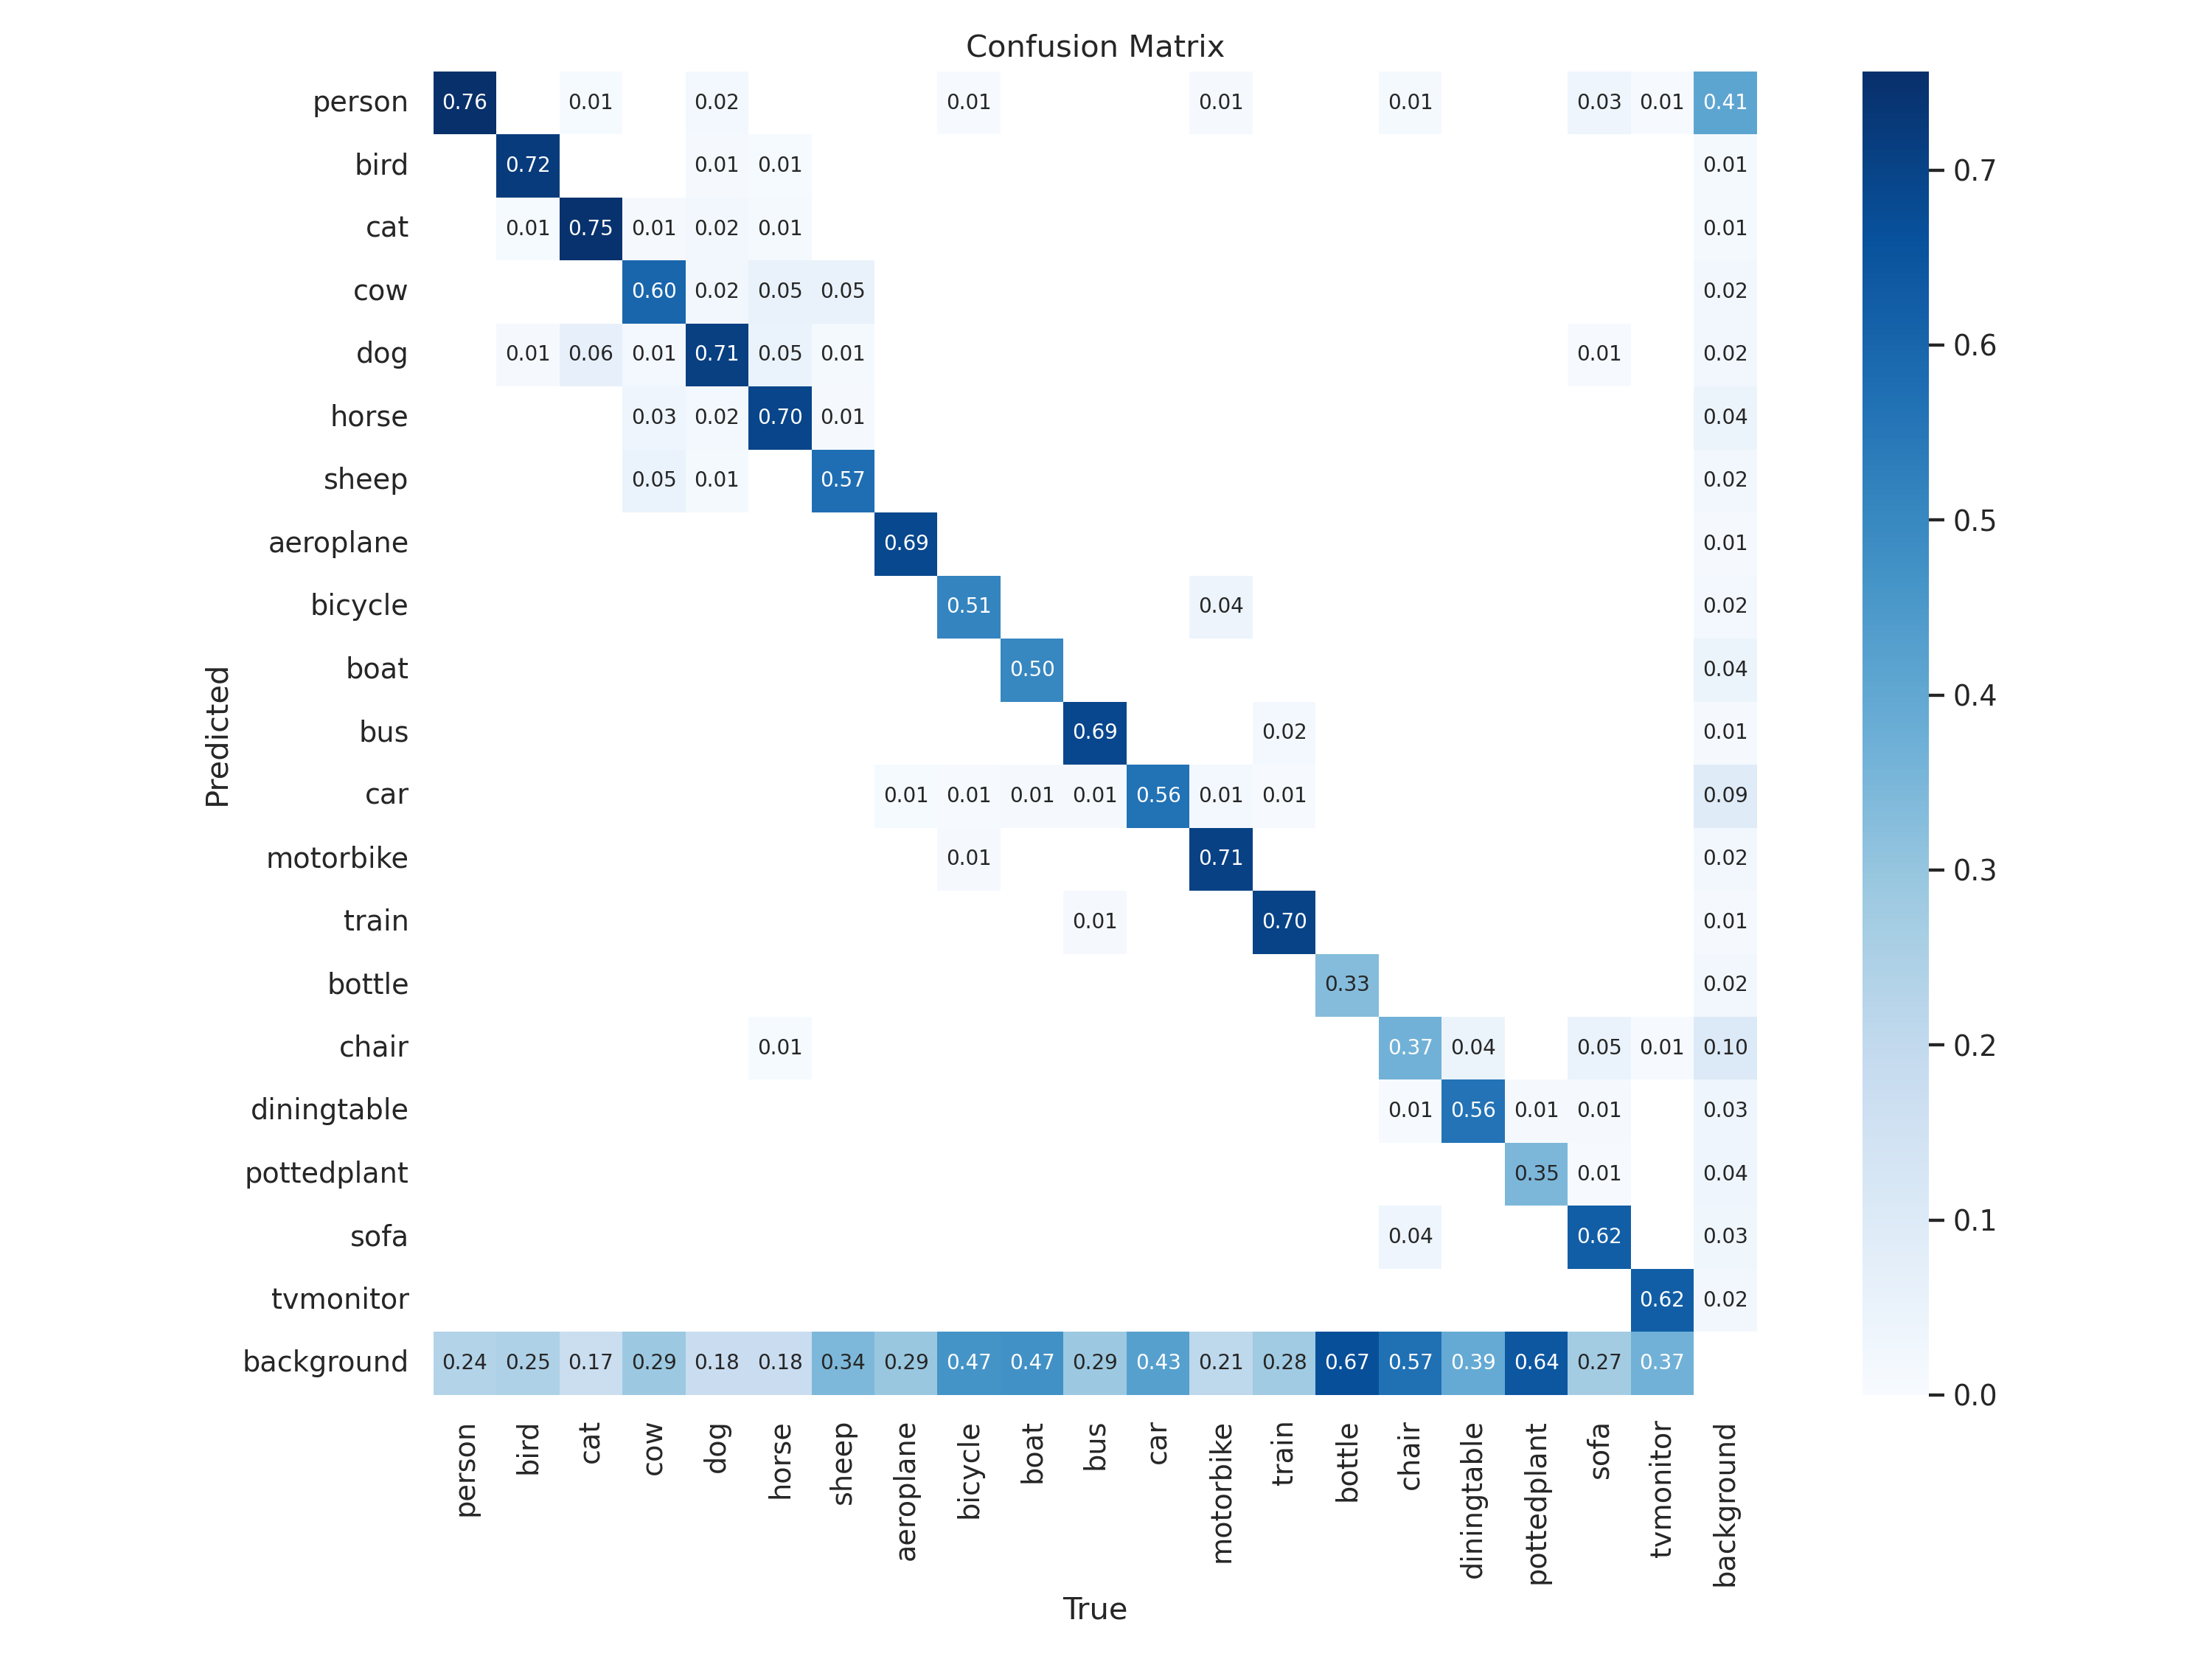 Confusion Matrix
person 0.76 0.01 0.02 0.01 0.01 0.01 0.03 0.01 0.41
bird 0.72 0.01 0.01 0.01
cat 0.01 0.75 0.01 0.02 0.01 0.01
cow 0.60 0.02 0.05 0.05 0.02
dog 0.01 0.06 0.01 0.71 0.05 0.01 0.01 0.02
horse 0.03 0.02 0.70 0.01 0.04
sheep 0.05 0.01 0.57 0.02
aeroplane 0.69 0.01
bicycle 0.51 0.04 0.02
boat 0.50 0.04
bus 0.69 0.02 0.01
car 0.01 0.01 0.01 0.01 0.56 0.01 0.01 0.09
motorbike 0.01 0.71 0.02
train 0.01 0.70 0.01
bottle 0.33 0.02
chair 0.01 0.37 0.04 0.05 0.01 0.10
diningtable 0.01 0.56 0.01 0.01 0.03
pottedplant 0.35 0.01 0.04
sofa 0.04 0.62 0.03
tvmonitor 0.62 0.02
background 0.24 0.25 0.17 0.29 0.18 0.18 0.34 0.29 0.47 0.47 0.29 0.43 0.21 0.28 0.67 0.57 0.39 0.64 0.27 0.37
Predicted
person
bird
cat
cow
dog
horse
sheep
aeroplane
bicycle
boat
bus
car
motorbike
train
bottle
chair
diningtable
pottedplant
sofa
tvmonitor
background
True
0.7
0.6
0.5
0.4
0.3
0.2
0.1
0.0